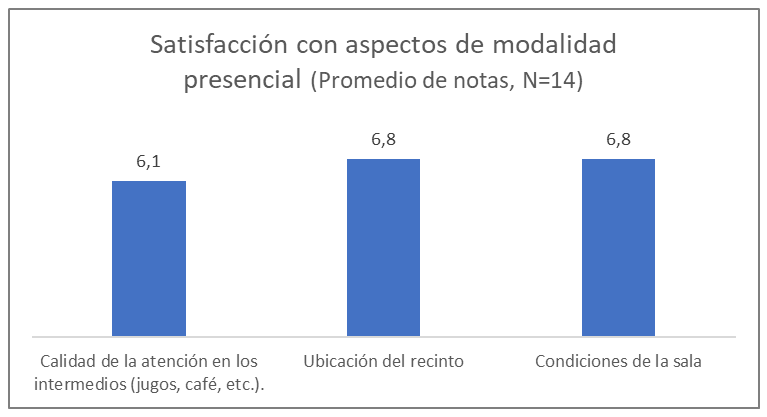 Satisfacción con aspectos de modalidad
presencial (Promedio de notas, N=14)
6,1
6,8
6,8
Calidad de la atención en los
intermedios (jugos, café, etc.).
Ubicación del recinto
Condiciones de la sala